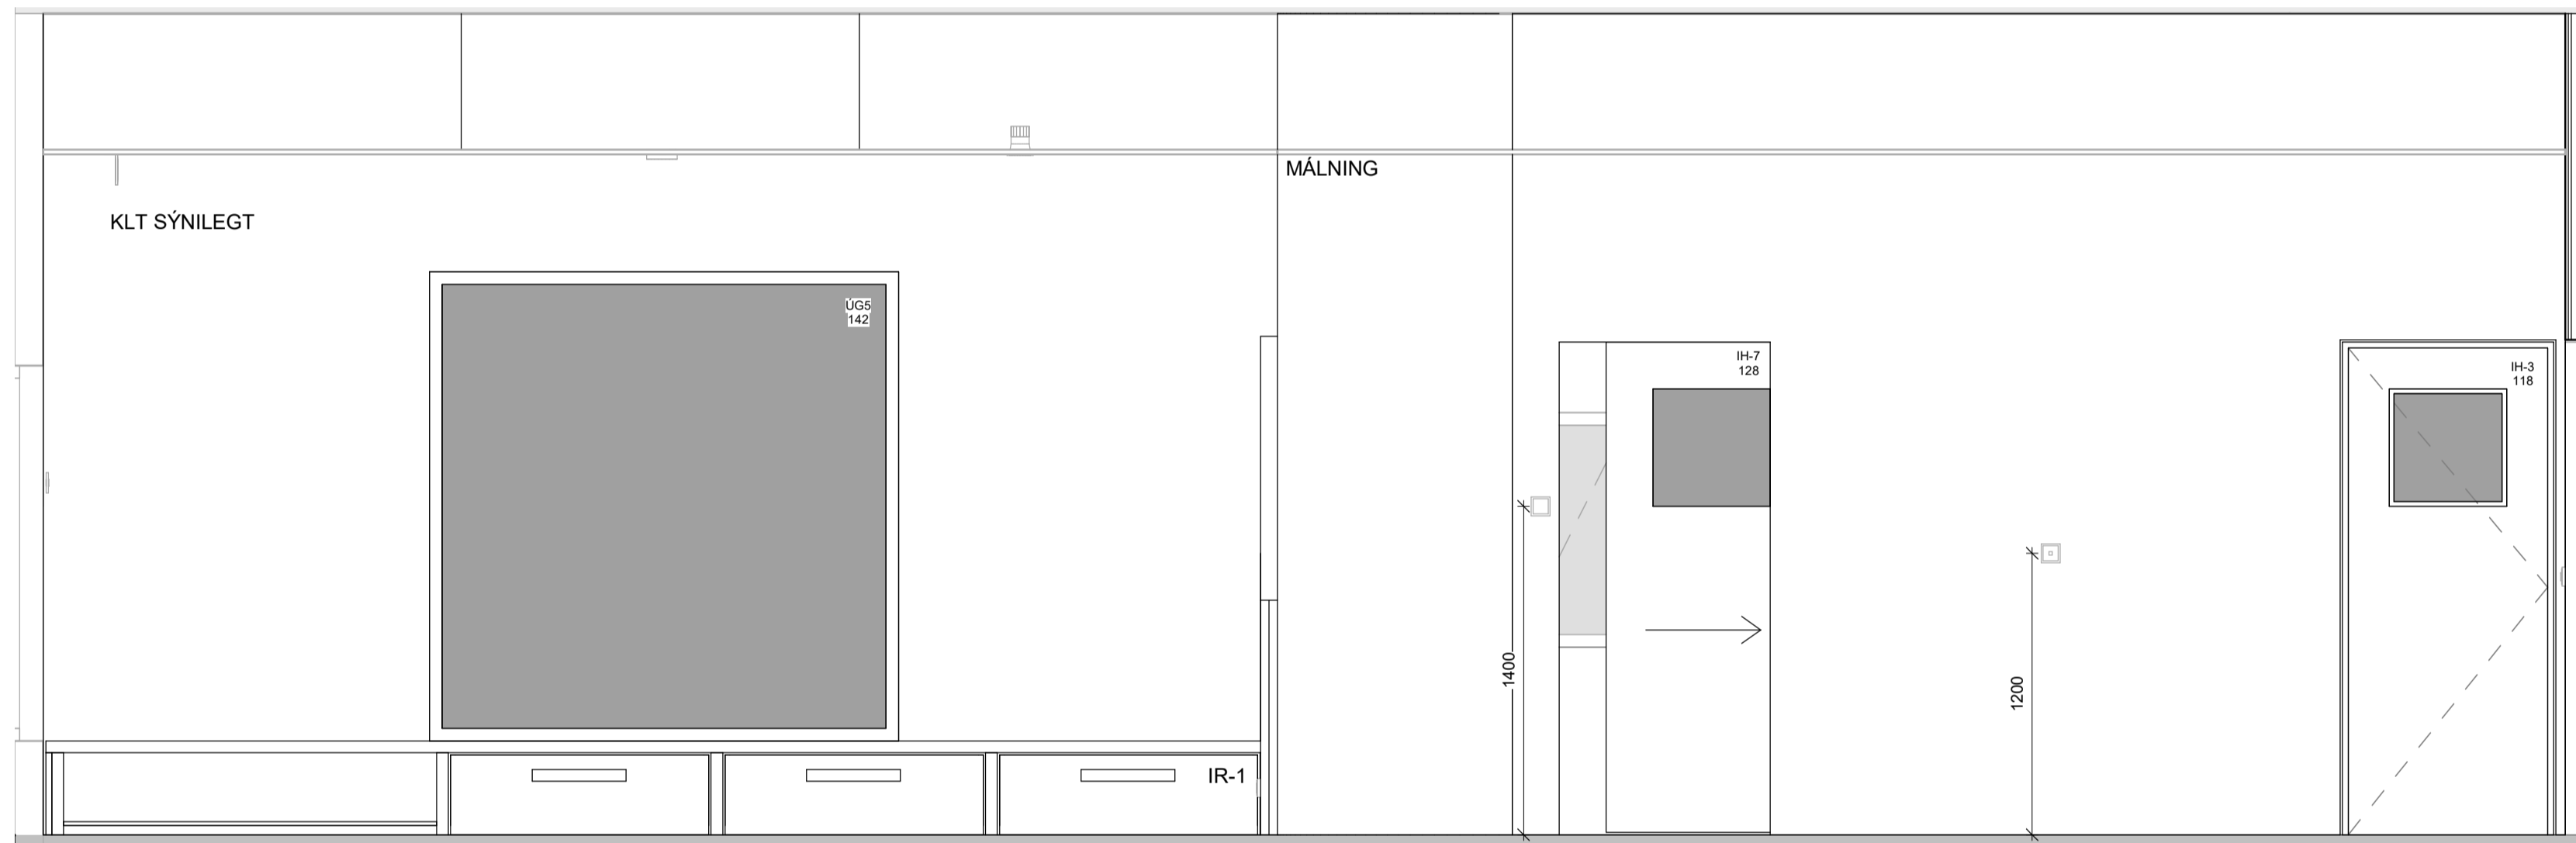 MÁLNING
KLT SÝNILEGT
ÚG5
142
IH-7
128
IH-3
118
1400
1200
IR-1